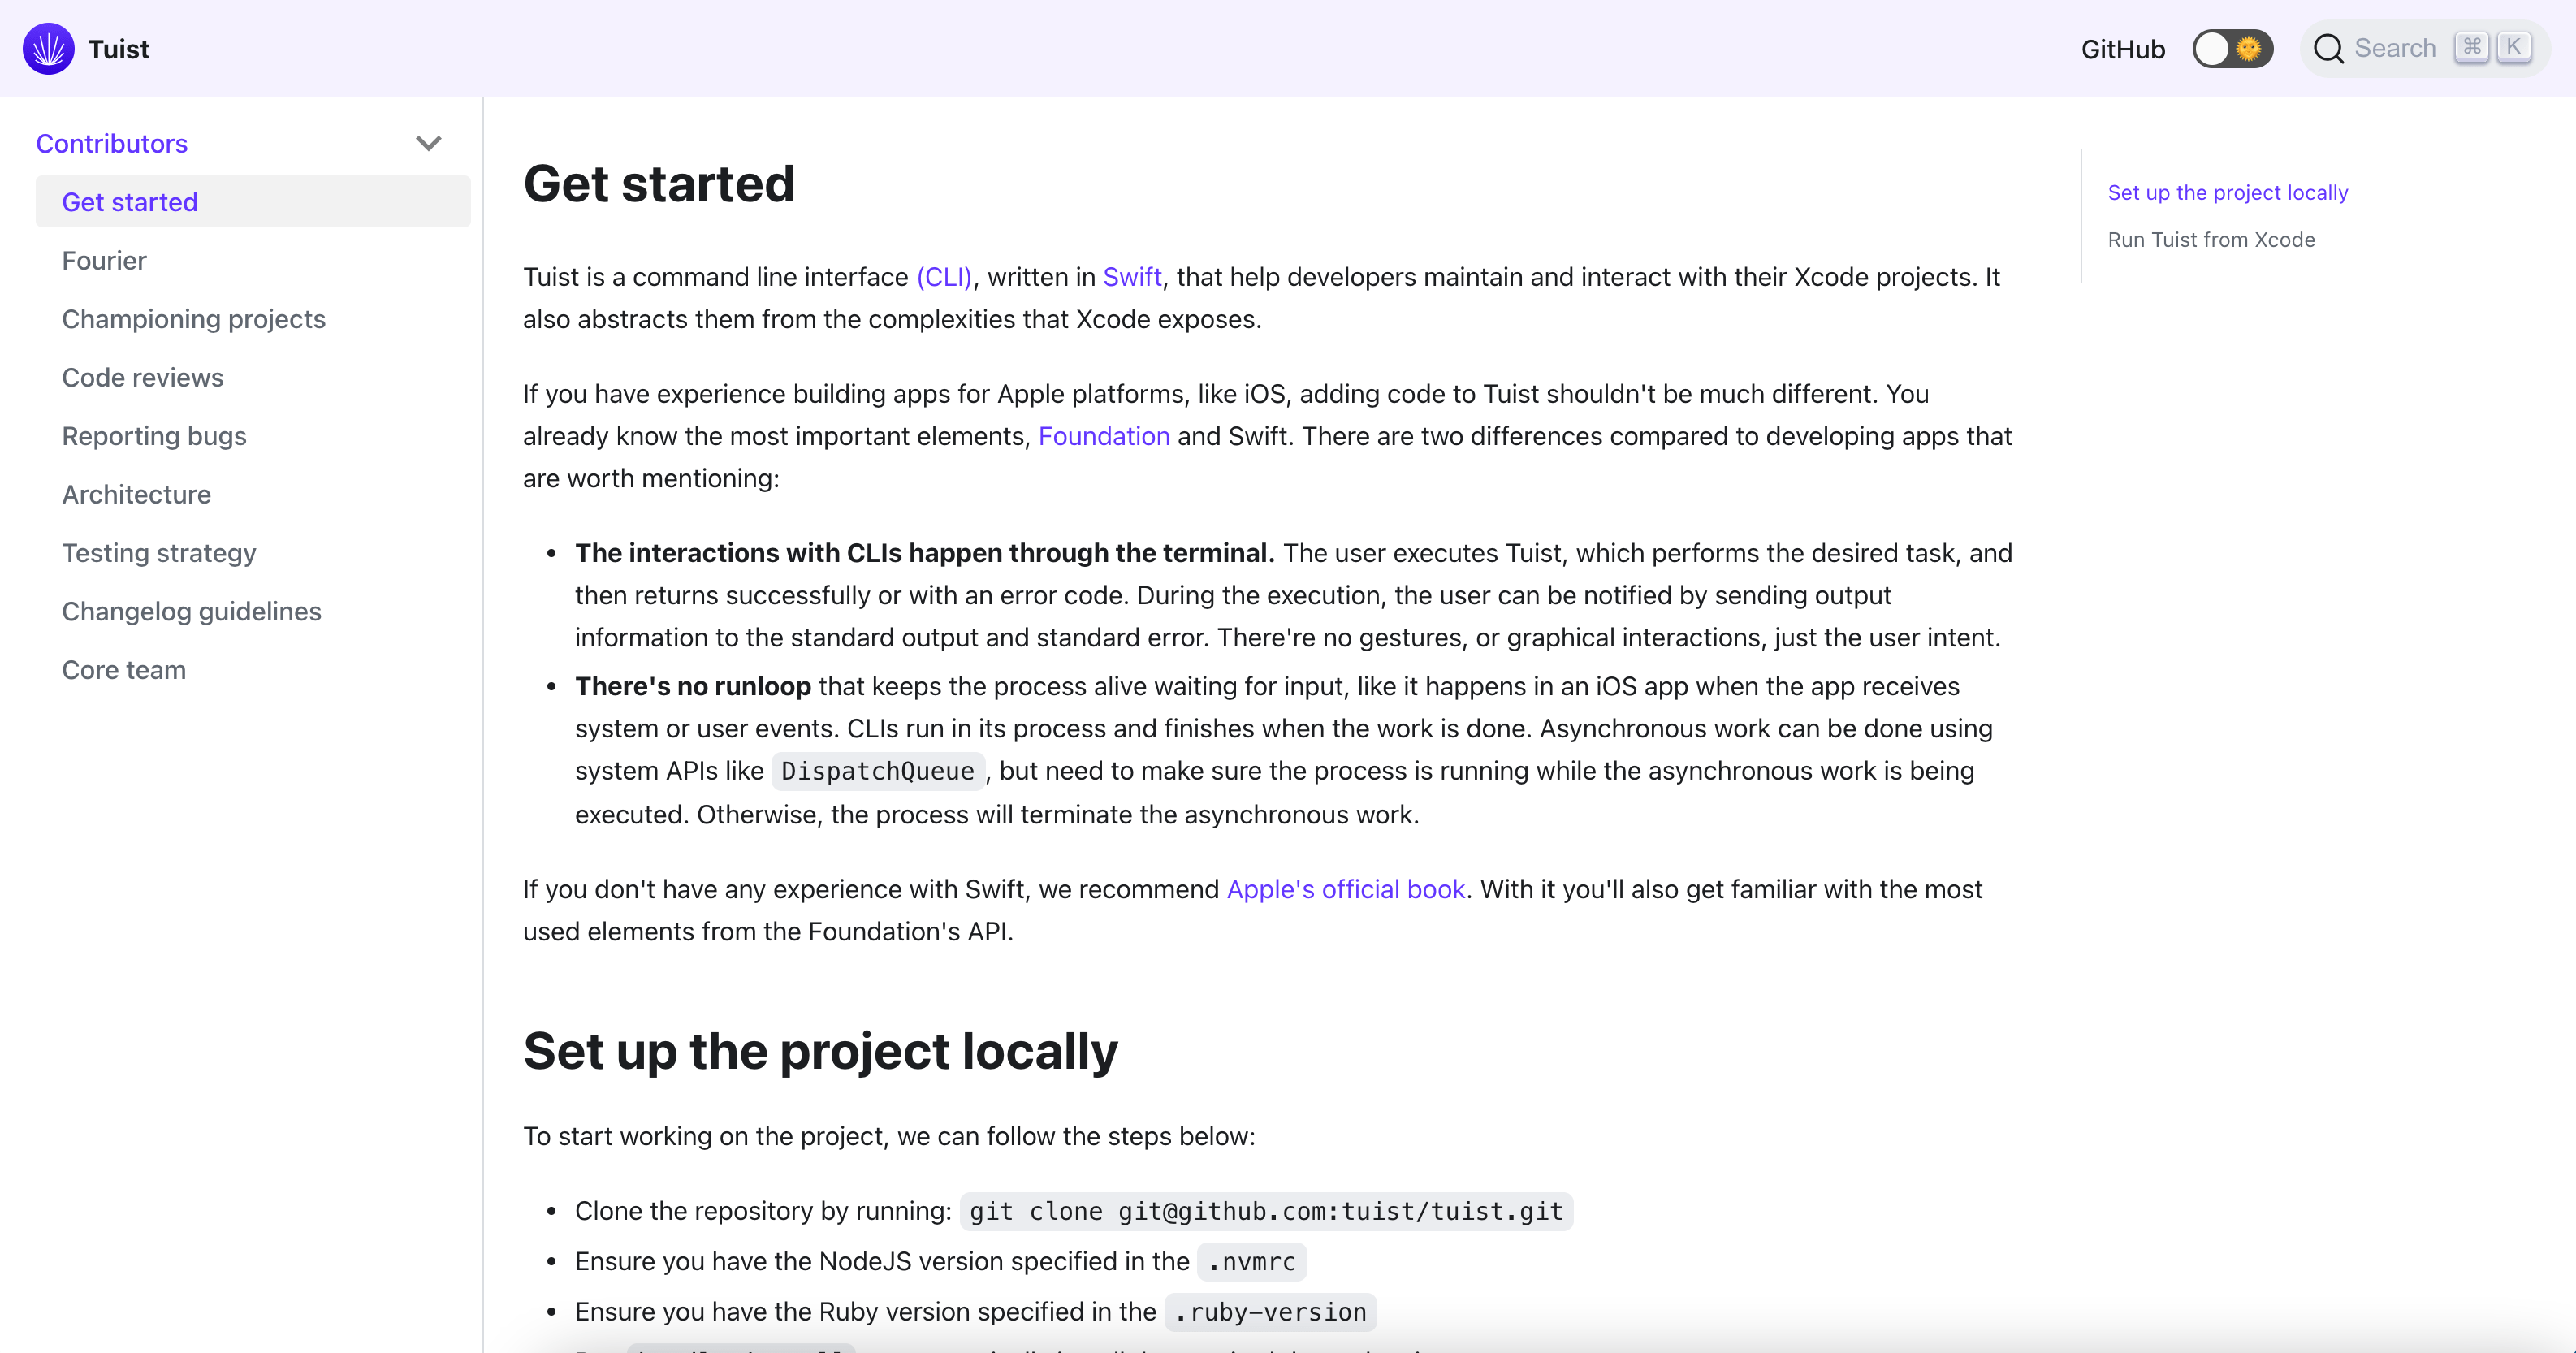 Tuist
GitHub
Search
⌘ K
Contributors
Get started
Fourier
Championing projects
Code reviews
Reporting bugs
Architecture
Testing strategy
Changelog guidelines
Core team
Get started
Tuist is a command line interface (CLI), written in Swift, that help developers maintain and interact with their Xcode projects. It
also abstracts them from the complexities that Xcode exposes.
If you have experience building apps for Apple platforms, like iOS, adding code to Tuist shouldn't be much different. You
already know the most important elements, Foundation and Swift. There are two differences compared to developing apps that
are worth mentioning:
• The interactions with CLIs happen through the terminal. The user executes Tuist, which performs the desired task, and
then returns successfully or with an error code. During the execution, the user can be notified by sending output
information to the standard output and standard error. There're no gestures, or graphical interactions, just the user intent.
• There's no runloop that keeps the process alive waiting for input, like it happens in an iOS app when the app receives
system or user events. CLIs run in its process and finishes when the work is done. Asynchronous work can be done using
system APIs like DispatchQueue, but need to make sure the process is running while the asynchronous work is being
executed. Otherwise, the process will terminate the asynchronous work.
If you don't have any experience with Swift, we recommend Apple's official book. With it you'll also get familiar with the most
used elements from the Foundation's API.
Set up the project locally
To start working on the project, we can follow the steps below:
• Clone the repository by running: git clone git@github.com:tuist/tuist.git
• Ensure you have the NodeJS version specified in the .nvmrc
• Ensure you have the Ruby version specified in the .ruby-version
Set up the project locally
Run Tuist from Xcode